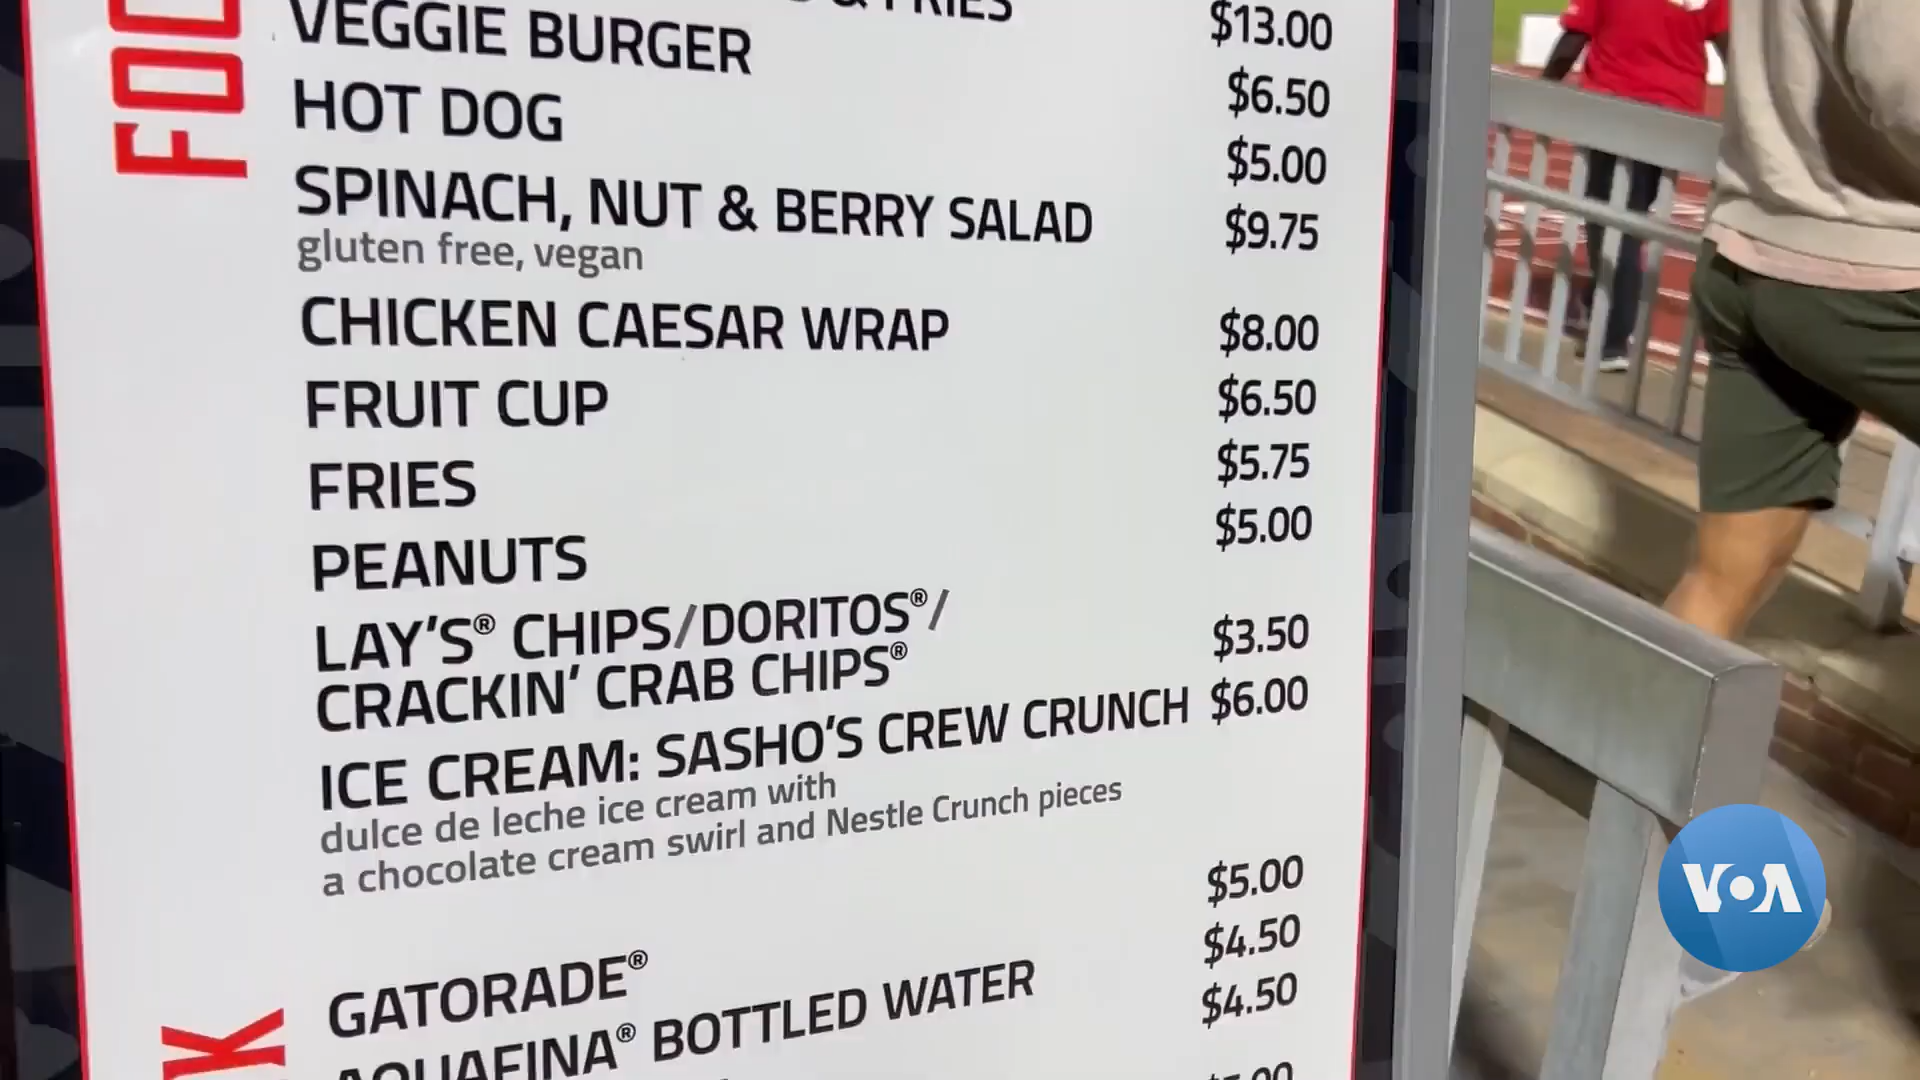 & FRIES $13.00
VEGGIE BURGER $6.50
HOT DOG $5.00
SPINACH, NUT & BERRY SALAD $9.75
gluten free, vegan
CHICKEN CAESAR WRAP $8.00
FRUIT CUP $6.50
FRIES $5.75
PEANUTS $5.00
LAY'S® CHIPS/DORITOS®/
CRACKIN' CRAB CHIPS® $3.50
ICE CREAM: SASHO'S CREW CRUNCH $6.00
dulce de leche ice cream with
a chocolate cream swirl and Nestle Crunch pieces
GATORADE® $5.00
AQUAFINA® BOTTLED WATER $4.50
$4.50
VOA